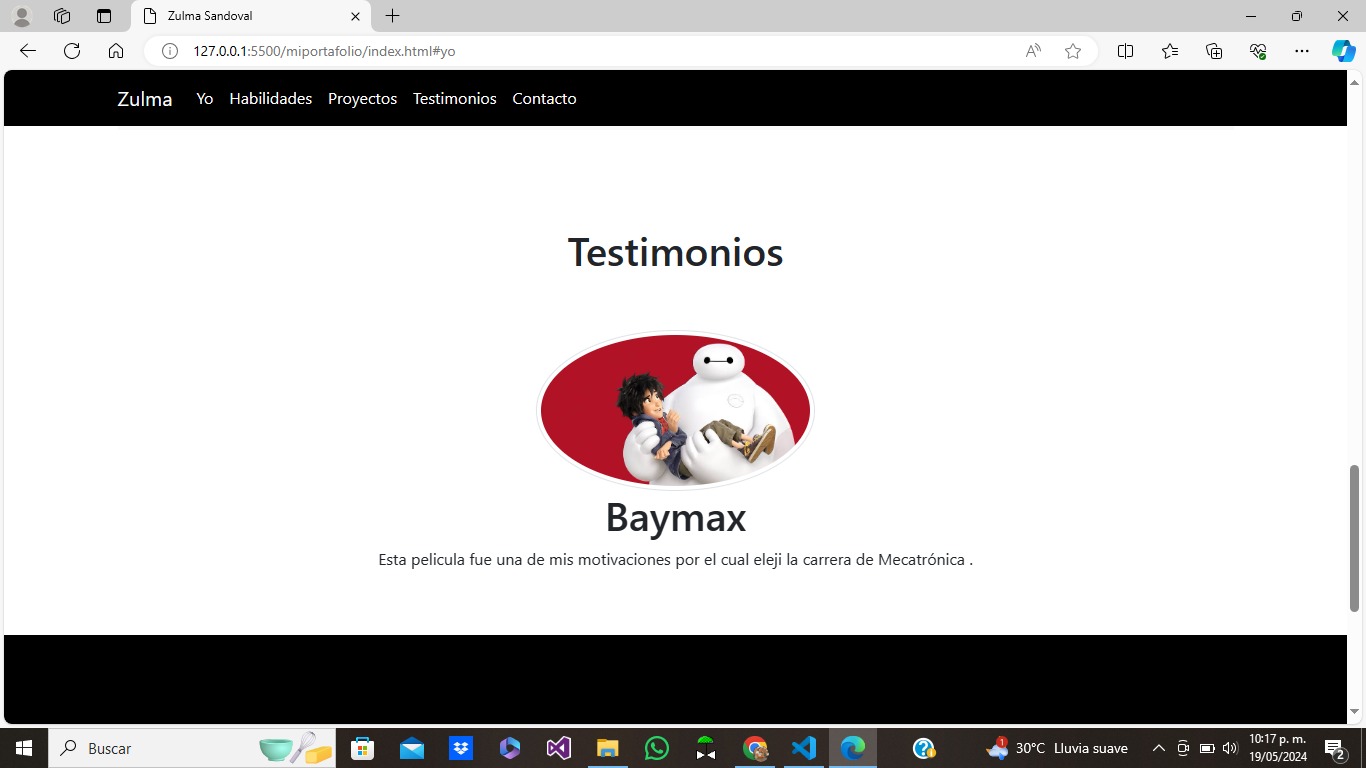 Zulma Sandoval
127.0.0.1:5500/miportafolio/index.html#yo
Zulma Yo Habilidades Proyectos Testimonios Contacto
Testimonios
Baymax
Esta pelicula fue una de mis motivaciones por el cual eleji la carrera de Mecatrónica .
Buscar
1
30°C Lluvia suave
10:17 p. m.
19/05/2024
2